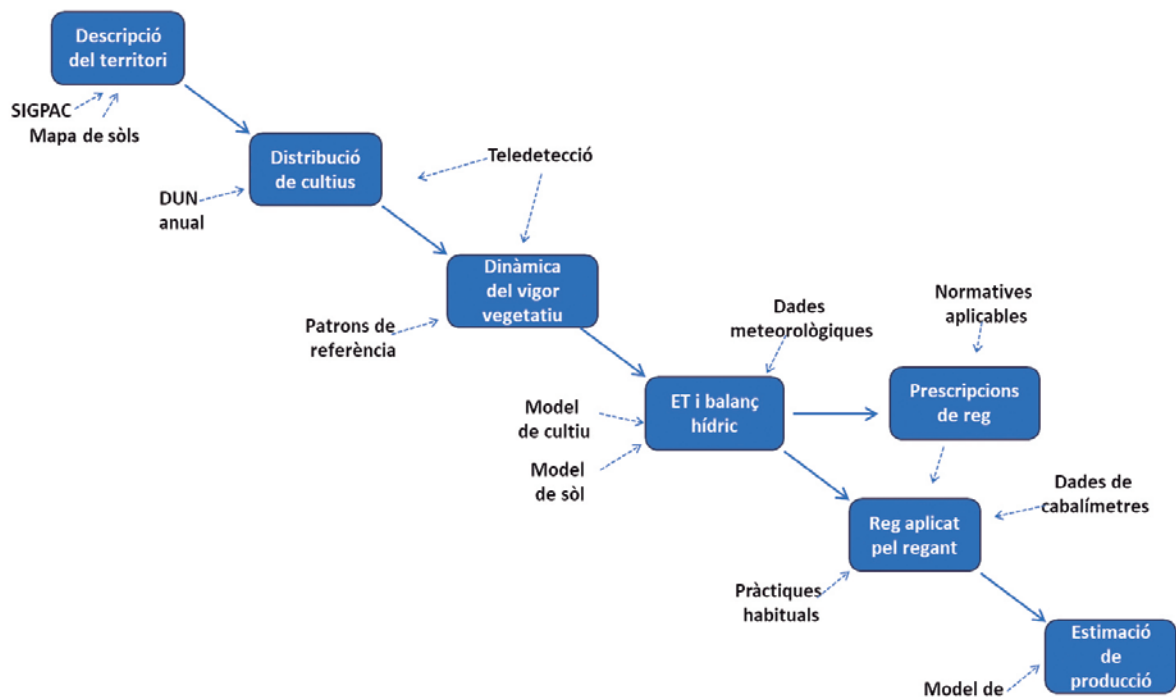 Descripció
del territori
SIGPAC
Mapa de sòls
Distribució
de cultius
Teledetecció
DUN
anual
Dinàmica
del vigor
vegetatiu
Patrons de
referència
Dades
meteorològiques
Normatives
aplicables
ET i balanç
hídric
Prescripcions
de reg
Model
de cultiu
Model
de sòl
Reg aplicat
pel regant
Dades de
cabalímetres
Pràctiques
habituals
Estimació
de
producció
Model de